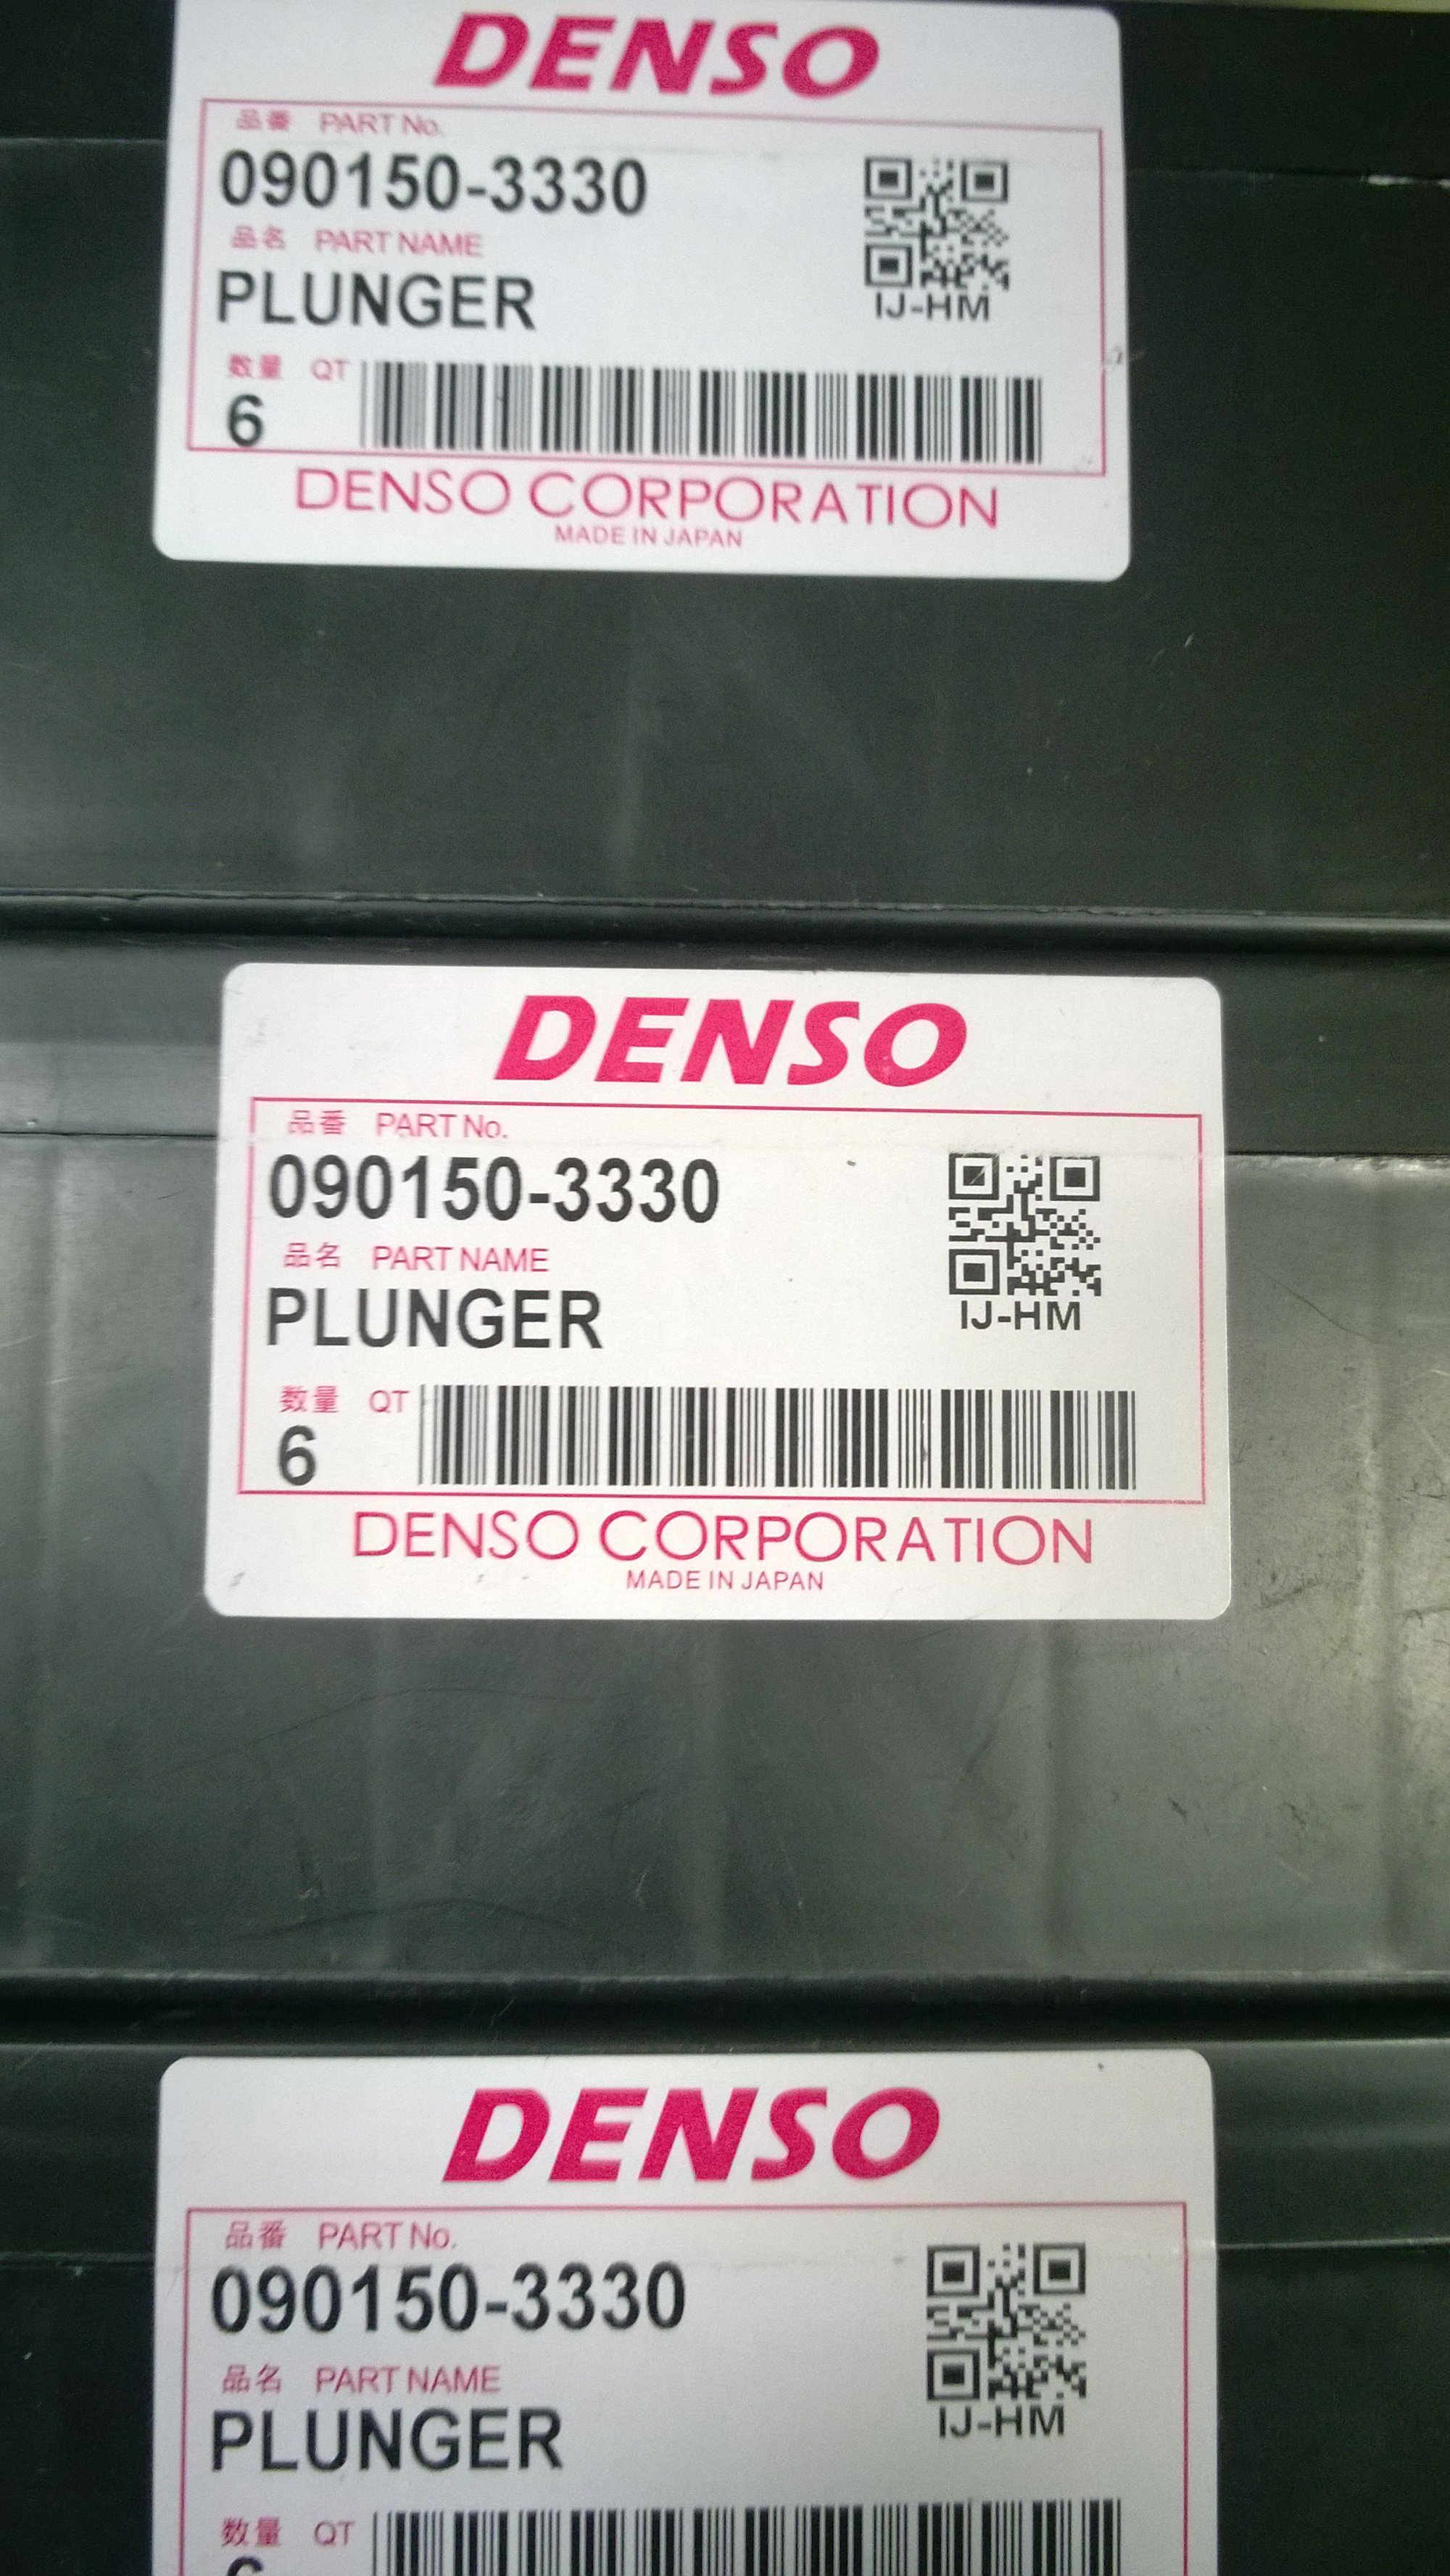 DENSO
品番 PART No.
090150-3330
品名 PART NAME
PLUNGER
IJ-HM
数量 QT
6
DENSO CORPORATION
MADE IN JAPAN
DENSO
品番 PART No.
090150-3330
品名 PART NAME
PLUNGER
IJ-HM
数量 QT
6
DENSO CORPORATION
MADE IN JAPAN
DENSO
品番 PART No.
090150-3330
品名 PART NAME
PLUNGER
IJ-HM
数量 QT